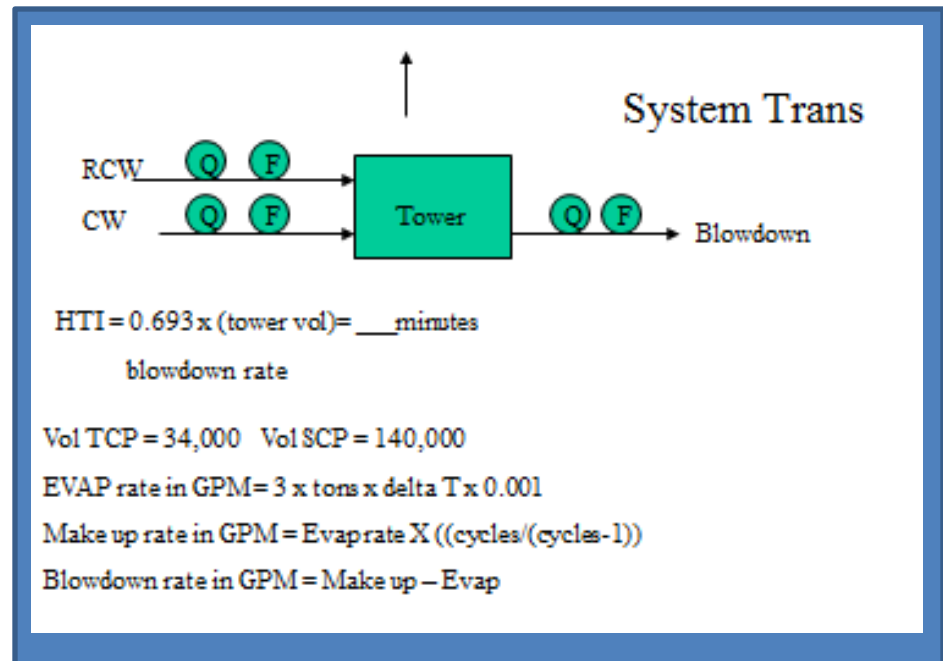 System Trans
RCW Q F
CW Q F Tower Q F Blowdown
HTI = 0.693 x (tower vol)= ___minutes
blowdown rate
Vol TCP = 34,000 Vol SCP = 140,000
EVAP rate in GPM= 3 x tons x delta T x 0.001
Make up rate in GPM = Evap rate X ((cycles/(cycles-1))
Blowdown rate in GPM = Make up – Evap